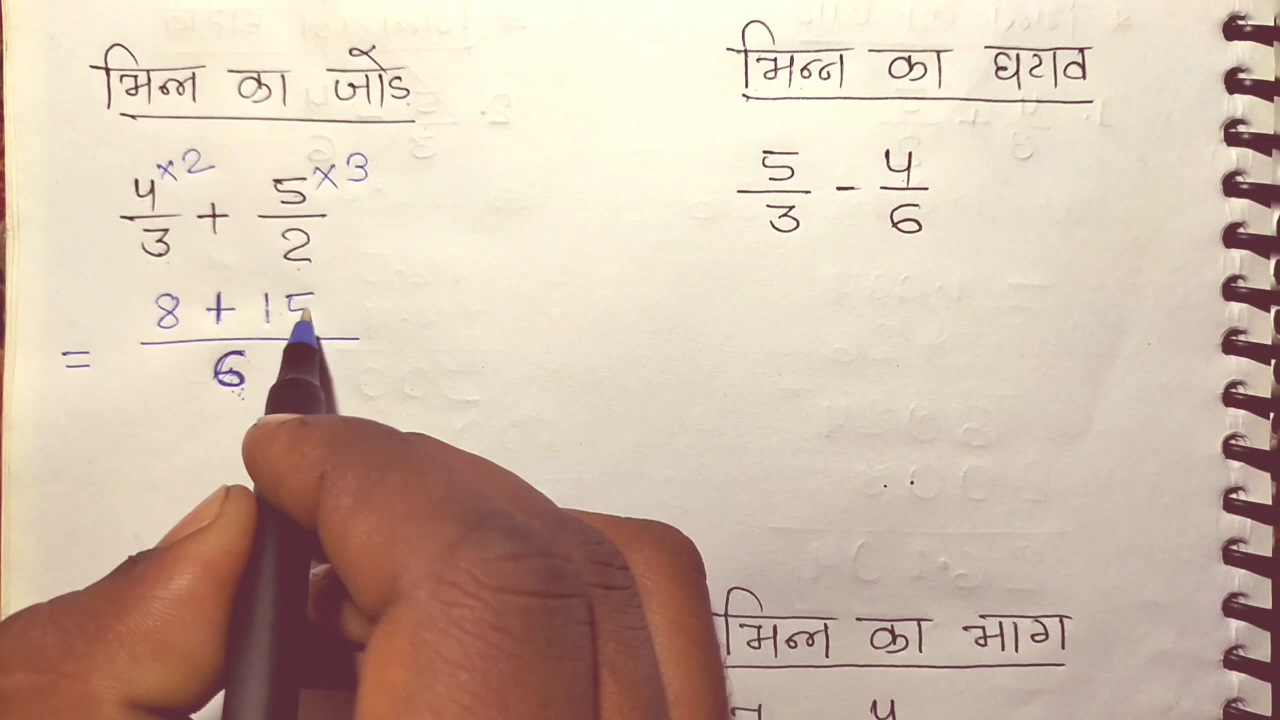 भिन्न का जोड़
4×2/3 + 5×3/2
= 8 + 15/6
भिन्न का घटाव
5/3 - 4/6
भिन्न का भाग